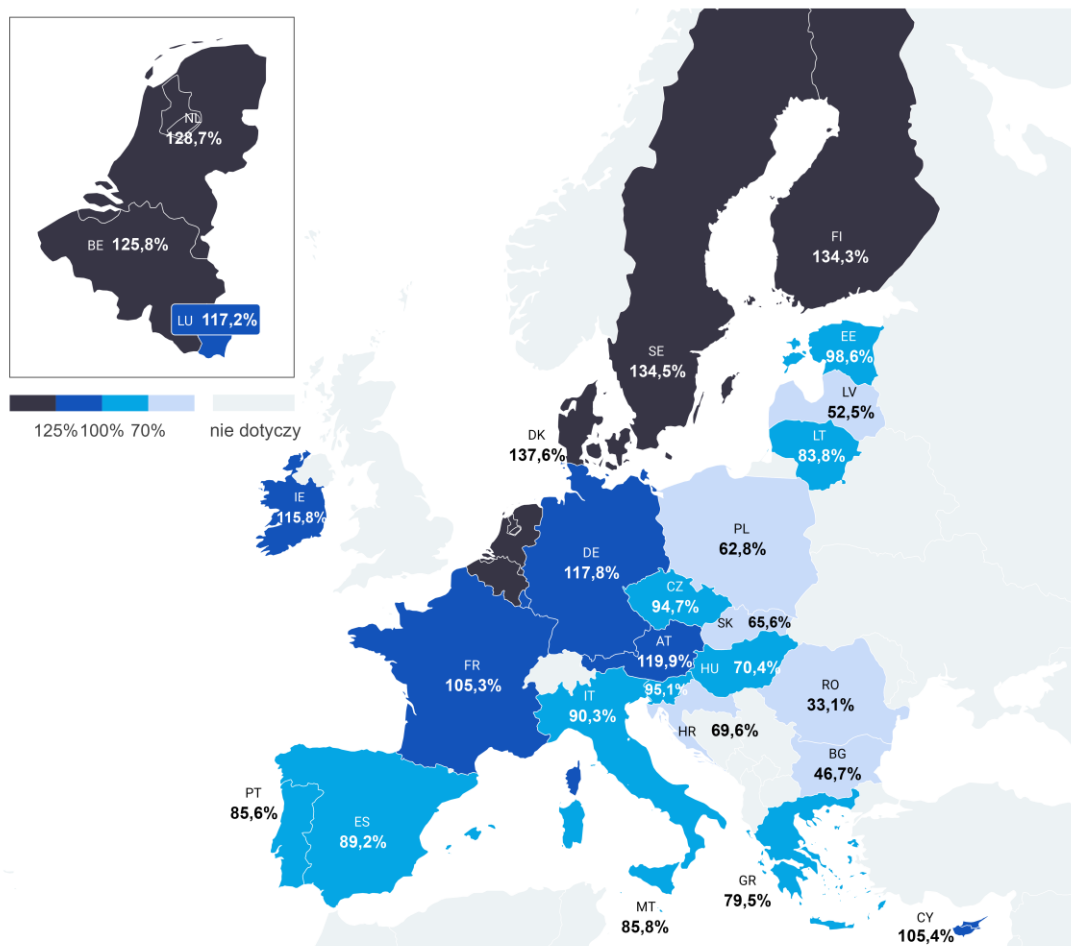 NL
128,7%
BE 125,8%
LU 117,2%
125% 100% 70% nie dotyczy
FI
134,3%
SE
134,5%
EE
98,6%
LV
52,5%
LT
83,8%
DK
137,6%
IE
115,8%
PL
62,8%
DE
117,8%
CZ
94,7%
SK 65,6%
AT
119,9%
HU 70,4%
FR
105,3%
95,1%
IT
90,3%
RO
33,1%
HR 69,6%
BG
46,7%
PT
85,6%
ES
89,2%
GR
79,5%
MT
85,8%
CY
105,4%